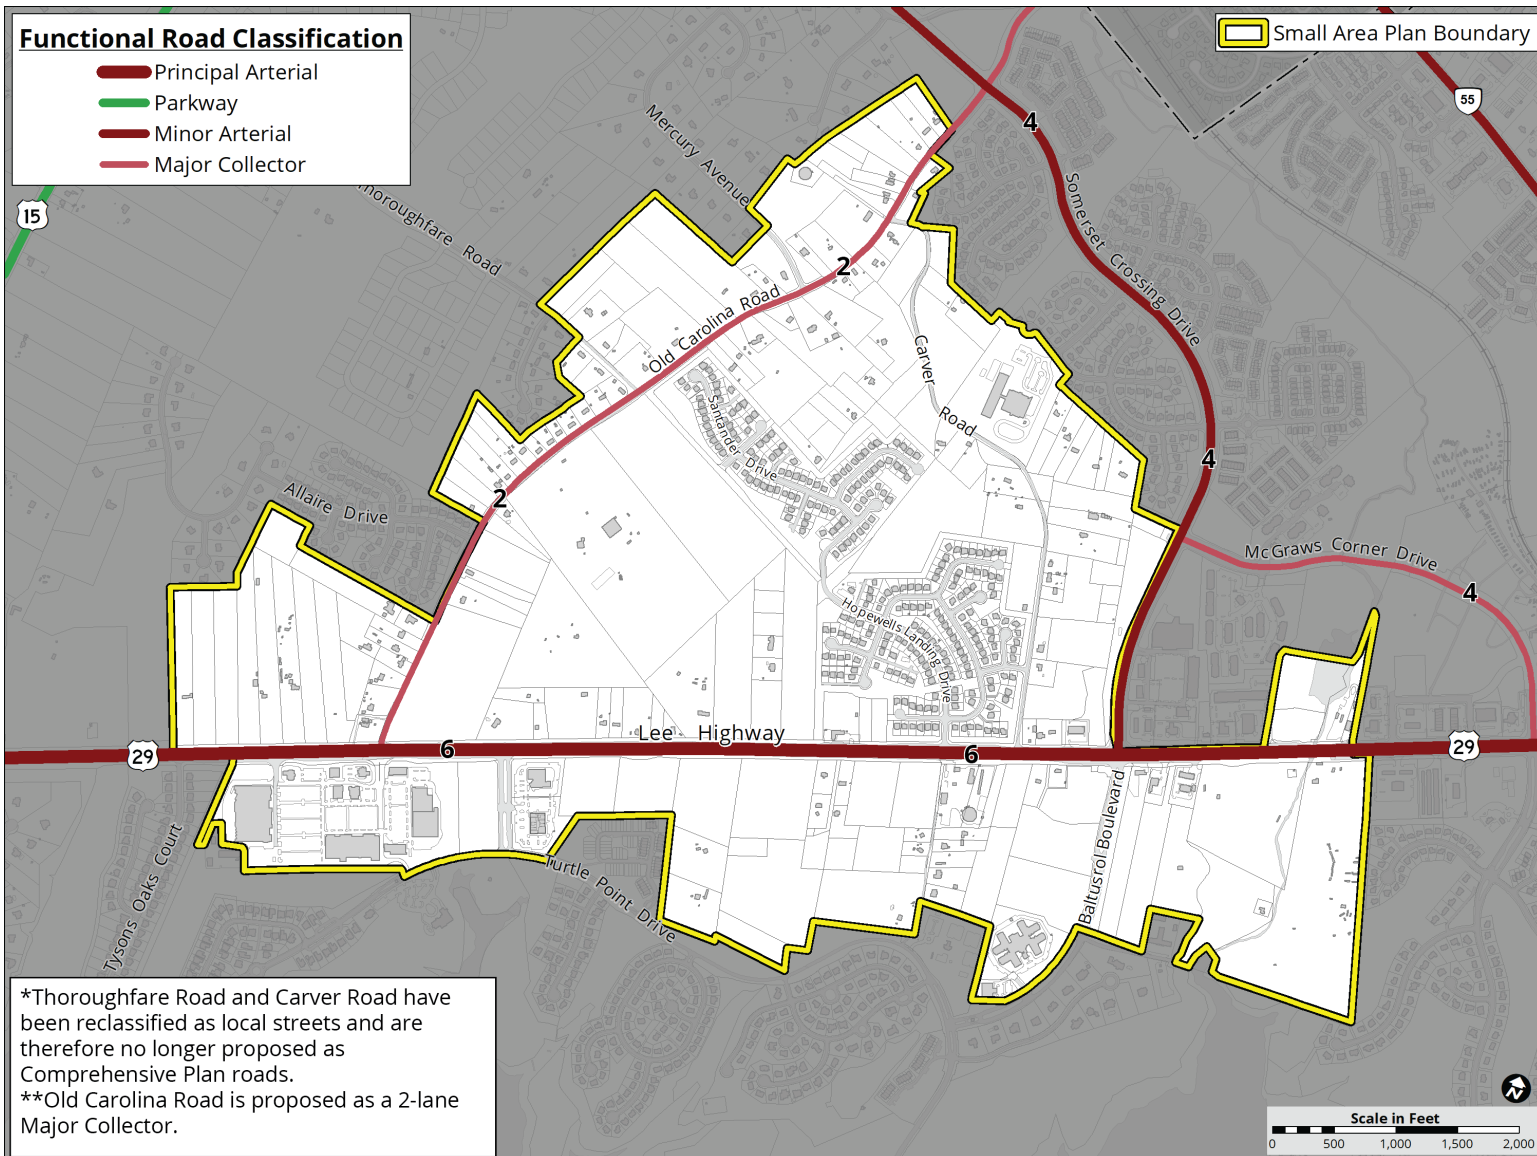 Functional Road Classification
Principal Arterial
Parkway
Minor Arterial
Major Collector
Small Area Plan Boundary
55
15
4
Mercury Avenue
Thoroughfare Road
Somerset Crossing Drive
2
Old Carolina Road
Carver Road
Santander Drive
4
2
Allaire Drive
McGraws Corner Drive
4
Hopewells Landing Drive
Lee Highway
29
6
6
29
Baltusrol Boulevard
Tysons Oaks Court
Turtle Point Drive
*Thoroughfare Road and Carver Road have
been reclassified as local streets and are
therefore no longer proposed as
Comprehensive Plan roads.
**Old Carolina Road is proposed as a 2-lane
Major Collector.
N
Scale in Feet
0 500 1,000 1,500 2,000